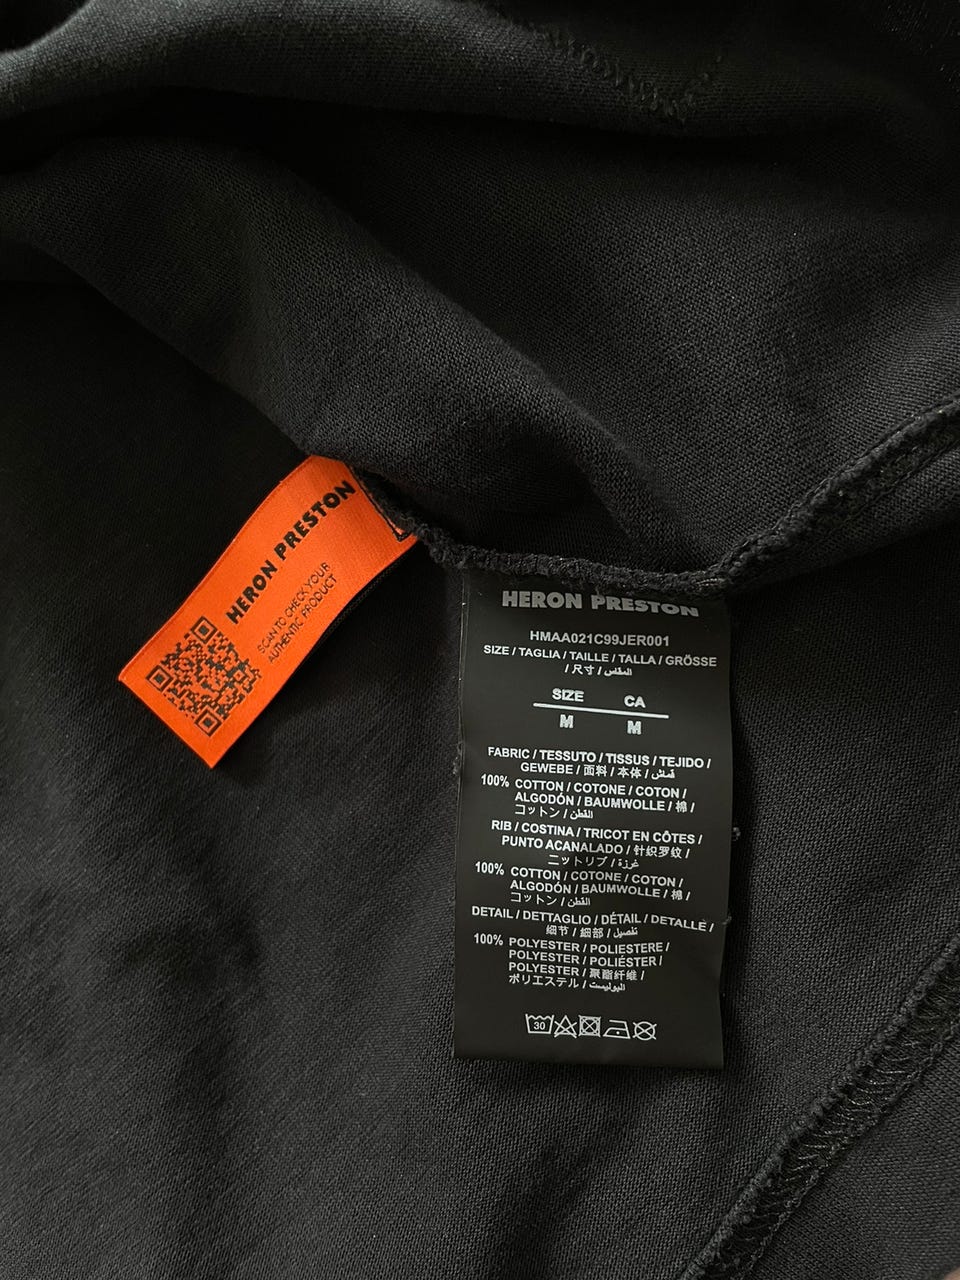 HERON PRESTON
SCAN TO CHECK YOUR
AUTHENTIC PRODUCT
HERON PRESTON
HMAA021C99JER001
SIZE / TAGLIA / TAILLE / TALLA / GRÖSSE
/ 尺寸 / المقاس
SIZE CA
M M
FABRIC / TESSUTO / TISSUS / TEJIDO /
GEWEBE / 面料 / 本体 / قماش
100% COTTON / COTONE / COTON /
ALGODÓN / BAUMWOLLE / 棉 /
コットン / القطن
RIB / COSTINA / TRICOT EN CÔTES /
PUNTO ACANALADO / 针织罗纹 /
ニットリブ / غرزة
100% COTTON / COTONE / COTON /
ALGODÓN / BAUMWOLLE / 棉 /
コットン / القطن
DETAIL / DETTAGLIO / DÉTAIL / DETALLE /
细节 / 細部 / تفصيل
100% POLYESTER / POLIESTERE /
POLYESTER / POLIÉSTER /
POLYESTER / 聚酯纤维 /
ポリエステル / البوليستر
30